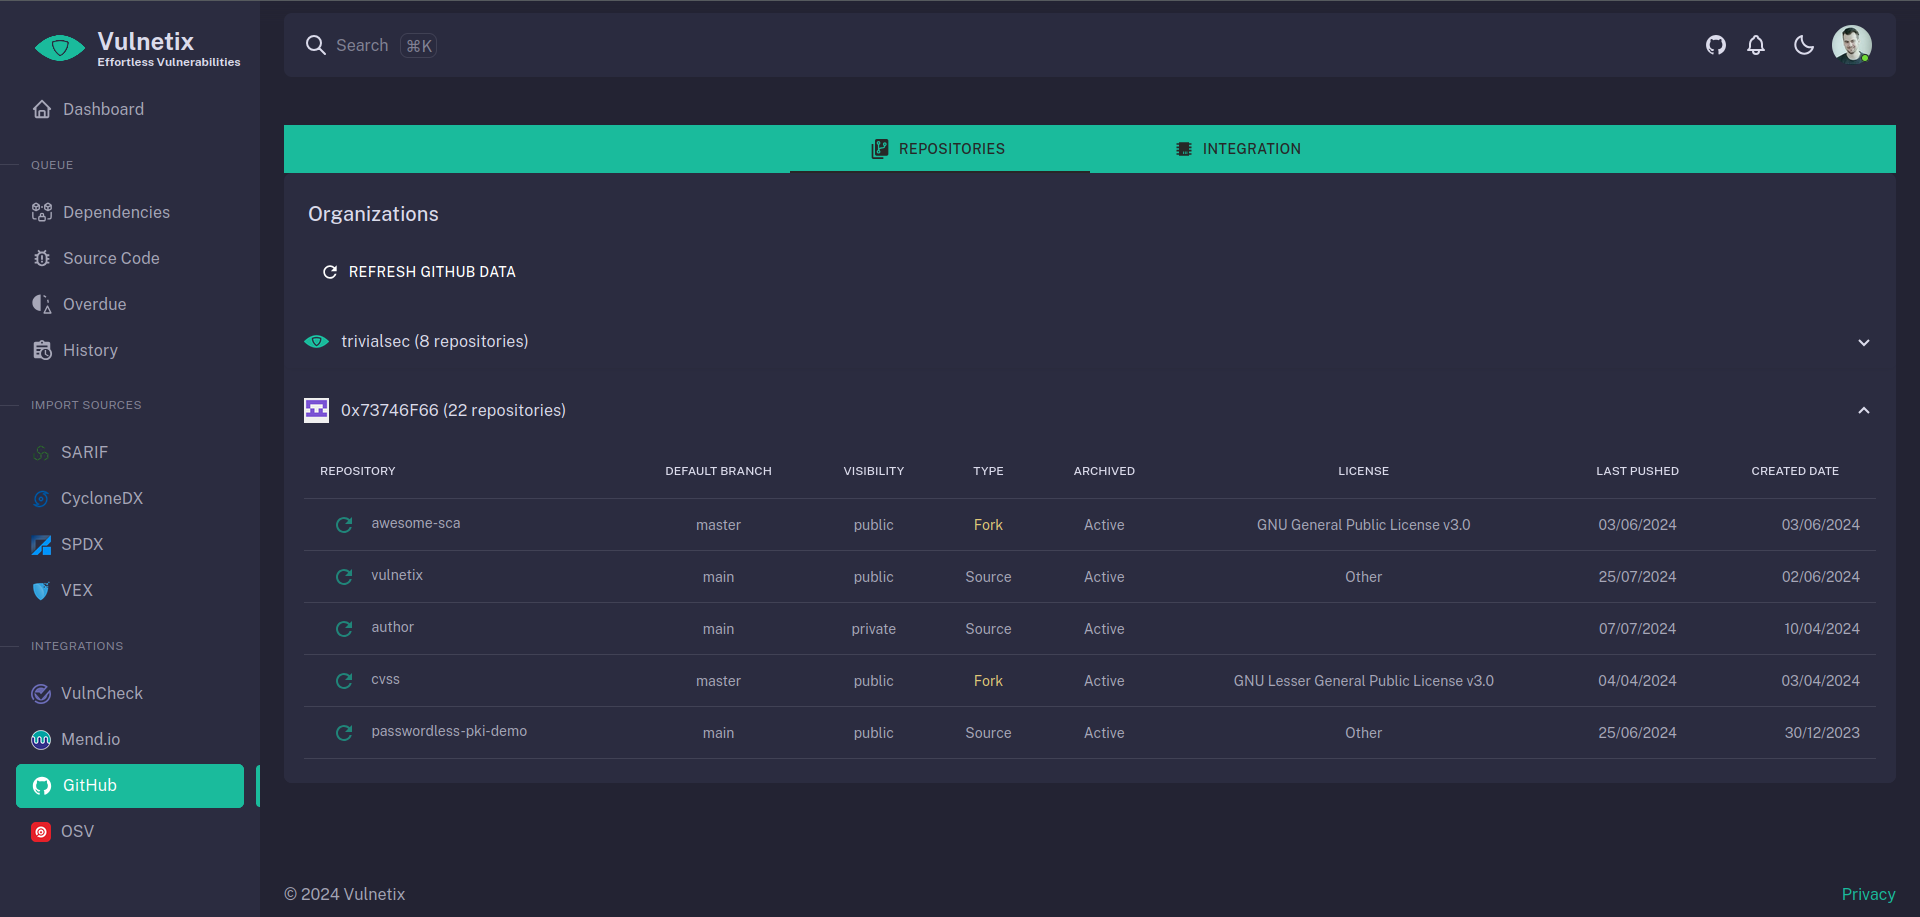 Vulnetix
Effortless Vulnerabilities
Search ⌘K
Dashboard
QUEUE
Dependencies
Source Code
Overdue
History
IMPORT SOURCES
SARIF
CycloneDX
SPDX
VEX
INTEGRATIONS
VulnCheck
Mend.io
GitHub
OSV
REPOSITORIES INTEGRATION
Organizations
REFRESH GITHUB DATA
trivialsec (8 repositories)
0x73746F66 (22 repositories)
REPOSITORY DEFAULT BRANCH VISIBILITY TYPE ARCHIVED LICENSE LAST PUSHED CREATED DATE
awesome-sca master public Fork Active GNU General Public License v3.0 03/06/2024 03/06/2024
vulnetix main public Source Active Other 25/07/2024 02/06/2024
author main private Source Active 07/07/2024 10/04/2024
cvss master public Fork Active GNU Lesser General Public License v3.0 04/04/2024 03/04/2024
passwordless-pki-demo main public Source Active Other 25/06/2024 30/12/2023
© 2024 Vulnetix
Privacy